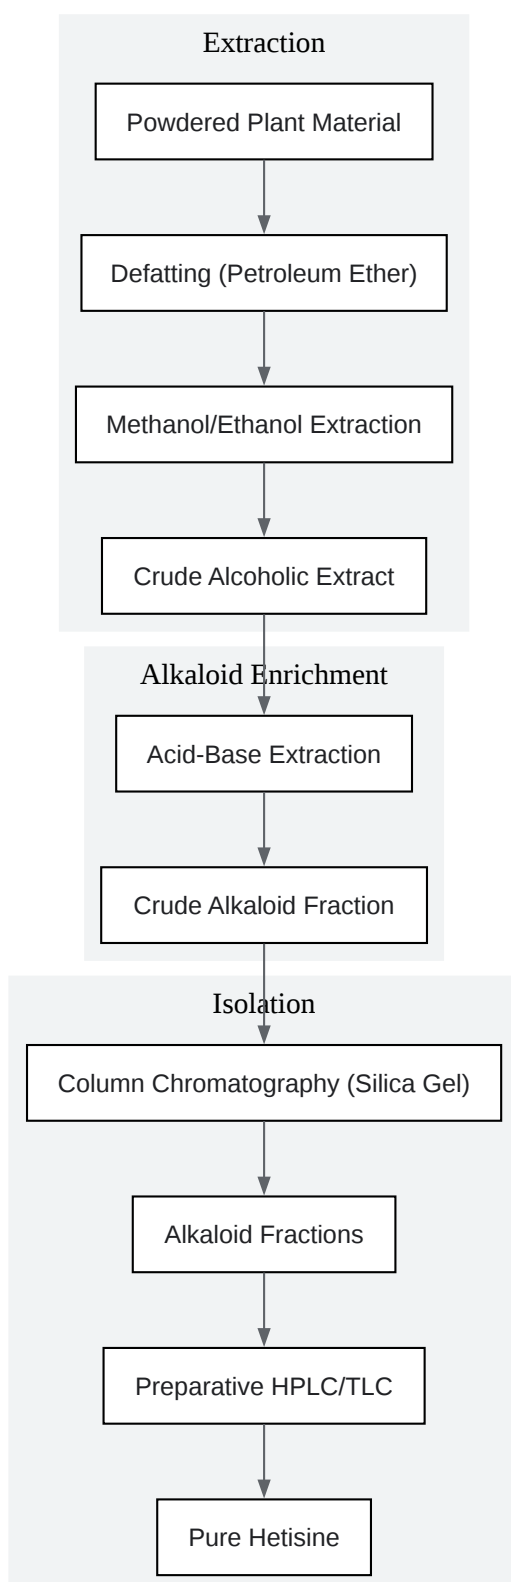 Extraction
Powdered Plant Material
Defatting (Petroleum Ether)
Methanol/Ethanol Extraction
Crude Alcoholic Extract
Alkaloid Enrichment
Acid-Base Extraction
Crude Alkaloid Fraction
Isolation
Column Chromatography (Silica Gel)
Alkaloid Fractions
Preparative HPLC/TLC
Pure Hetisine